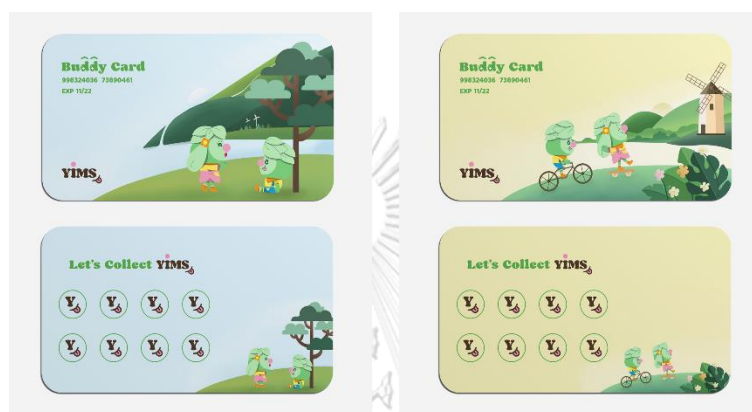 Buddy Card
998324036 73890461
EXP 11/22
YIMS
Let's Collect YIMS
Y Y Y Y
Y Y Y Y
Buddy Card
998324036 73890461
EXP 11/22
YIMS
Let's Collect YIMS
Y Y Y Y
Y Y Y Y